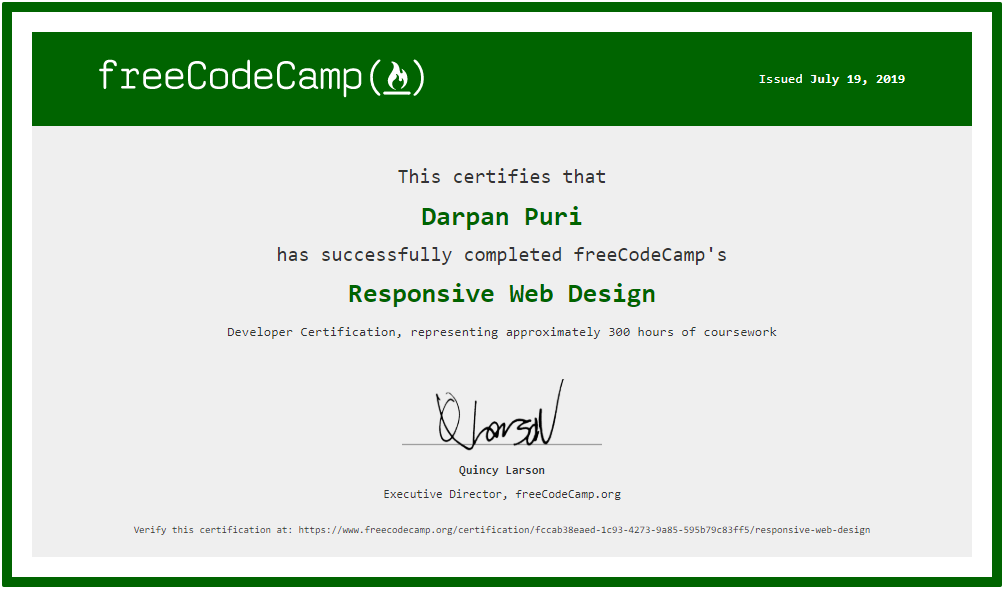 freeCodeCamp(🔥)
Issued July 19, 2019
This certifies that
Darpan Puri
has successfully completed freeCodeCamp's
Responsive Web Design
Developer Certification, representing approximately 300 hours of coursework
QLarson
Quincy Larson
Executive Director, freeCodeCamp.org
Verify this certification at: https://www.freecodecamp.org/certification/fccab38eaed-1c93-4273-9a85-595b79c83ff5/responsive-web-design